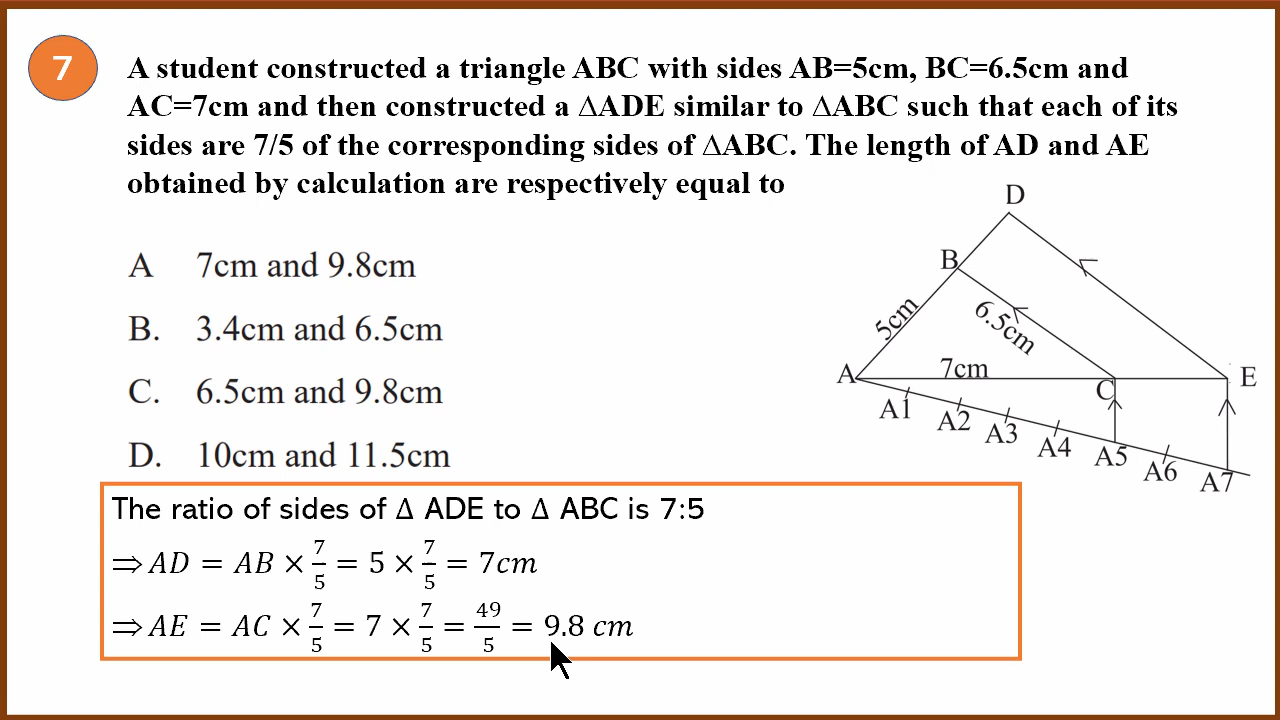 7
A student constructed a triangle ABC with sides AB=5cm, BC=6.5cm and
AC=7cm and then constructed a ∆ADE similar to ∆ABC such that each of its
sides are 7/5 of the corresponding sides of ∆ABC. The length of AD and AE
obtained by calculation are respectively equal to
A 7cm and 9.8cm
B. 3.4cm and 6.5cm
C. 6.5cm and 9.8cm
D. 10cm and 11.5cm
D
B
5cm
6.5cm
A
7cm
C
E
A1
A2
A3
A4
A5
A6
A7
The ratio of sides of ∆ ADE to ∆ ABC is 7:5
⇒ AD = AB × 7/5 = 5 × 7/5 = 7cm
⇒ AE = AC × 7/5 = 7 × 7/5 = 49/5 = 9.8 cm